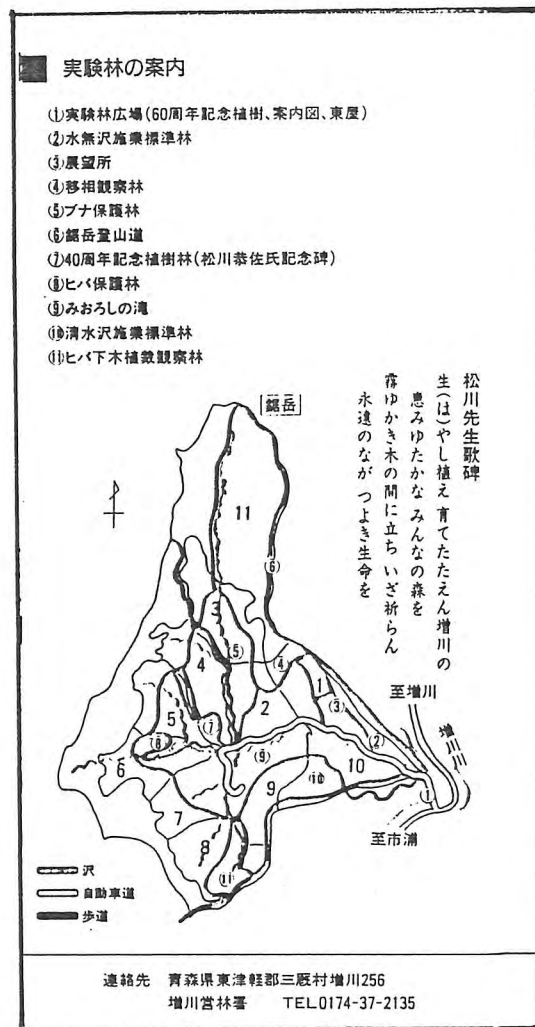 実験林の案内
①実験林広場(60周年記念植樹、案内図、東屋)
②水無沢施業標準林
③展望所
④移相観察林
⑤ブナ保護林
⑥鋸岳登山道
⑦40周年記念植樹林(松川恭佐氏記念碑)
⑧ヒバ保護林
⑨みおろしの滝
⑩清水沢施業標準林
⑪ヒバ下木植栽観察林
松川先生歌碑
生(は)やし植え 育てたたえん増川の
恵みゆたかな みんなの森を
霧ゆかき木の間に立ち いざ祈らん
永遠のなが つよき生命を
鋸岳
11
⑥
3
⑤
④
4
1
③
2
②
至増川
増川川
5
⑦
⑧
6
⑨
10
⑩
9
①
7
至市浦
8
⑪
沢
自動車道
歩道
連絡先 青森県東津軽郡三厩村増川256
増川営林署 TEL0174-37-2135